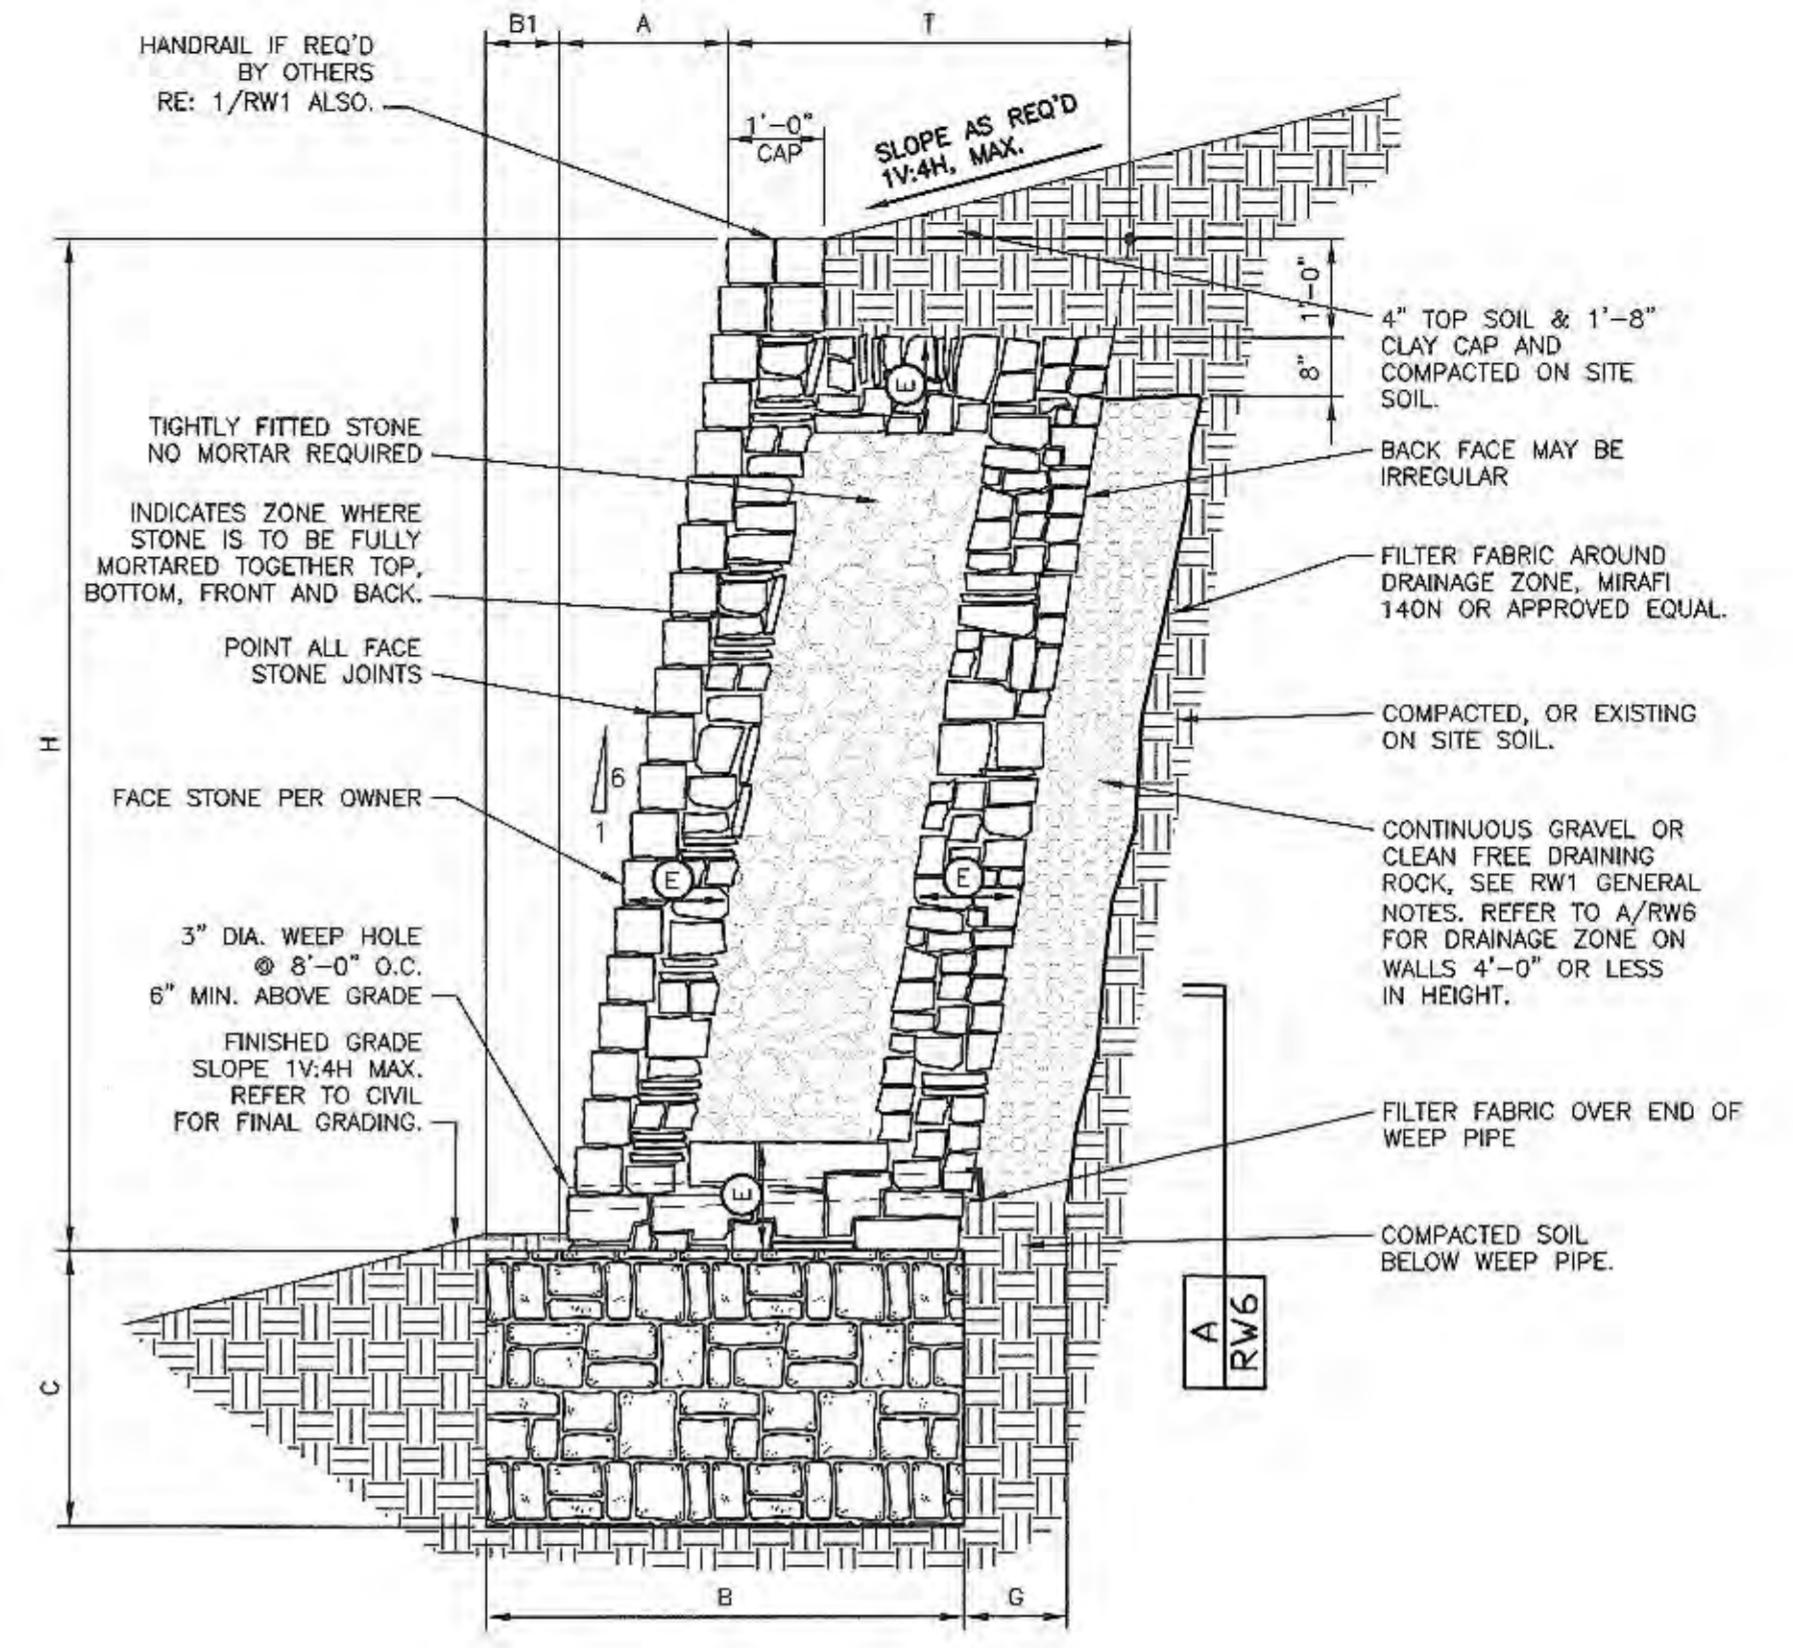 B1
A
T
HANDRAIL IF REQ'D
BY OTHERS
RE: 1/RW1 ALSO.
1'-0"
CAP
SLOPE AS REQ'D
1V:4H, MAX.
1'-0"
8"
4" TOP SOIL & 1'-8"
CLAY CAP AND
COMPACTED ON SITE
SOIL.
E
TIGHTLY FITTED STONE
NO MORTAR REQUIRED
BACK FACE MAY BE
IRREGULAR
INDICATES ZONE WHERE
STONE IS TO BE FULLY
MORTARED TOGETHER TOP,
BOTTOM, FRONT AND BACK.
FILTER FABRIC AROUND
DRAINAGE ZONE, MIRAFI
140N OR APPROVED EQUAL.
POINT ALL FACE
STONE JOINTS
COMPACTED, OR EXISTING
ON SITE SOIL.
H
6
1
FACE STONE PER OWNER
CONTINUOUS GRAVEL OR
CLEAN FREE DRAINING
ROCK, SEE RW1 GENERAL
NOTES. REFER TO A/RW6
FOR DRAINAGE ZONE ON
WALLS 4'-0" OR LESS
IN HEIGHT.
E
E
3" DIA. WEEP HOLE
@ 8'-0" O.C.
6" MIN. ABOVE GRADE
FINISHED GRADE
SLOPE 1V:4H MAX.
REFER TO CIVIL
FOR FINAL GRADING.
FILTER FABRIC OVER END OF
WEEP PIPE
E
COMPACTED SOIL
BELOW WEEP PIPE.
A
RW6
C
B
G